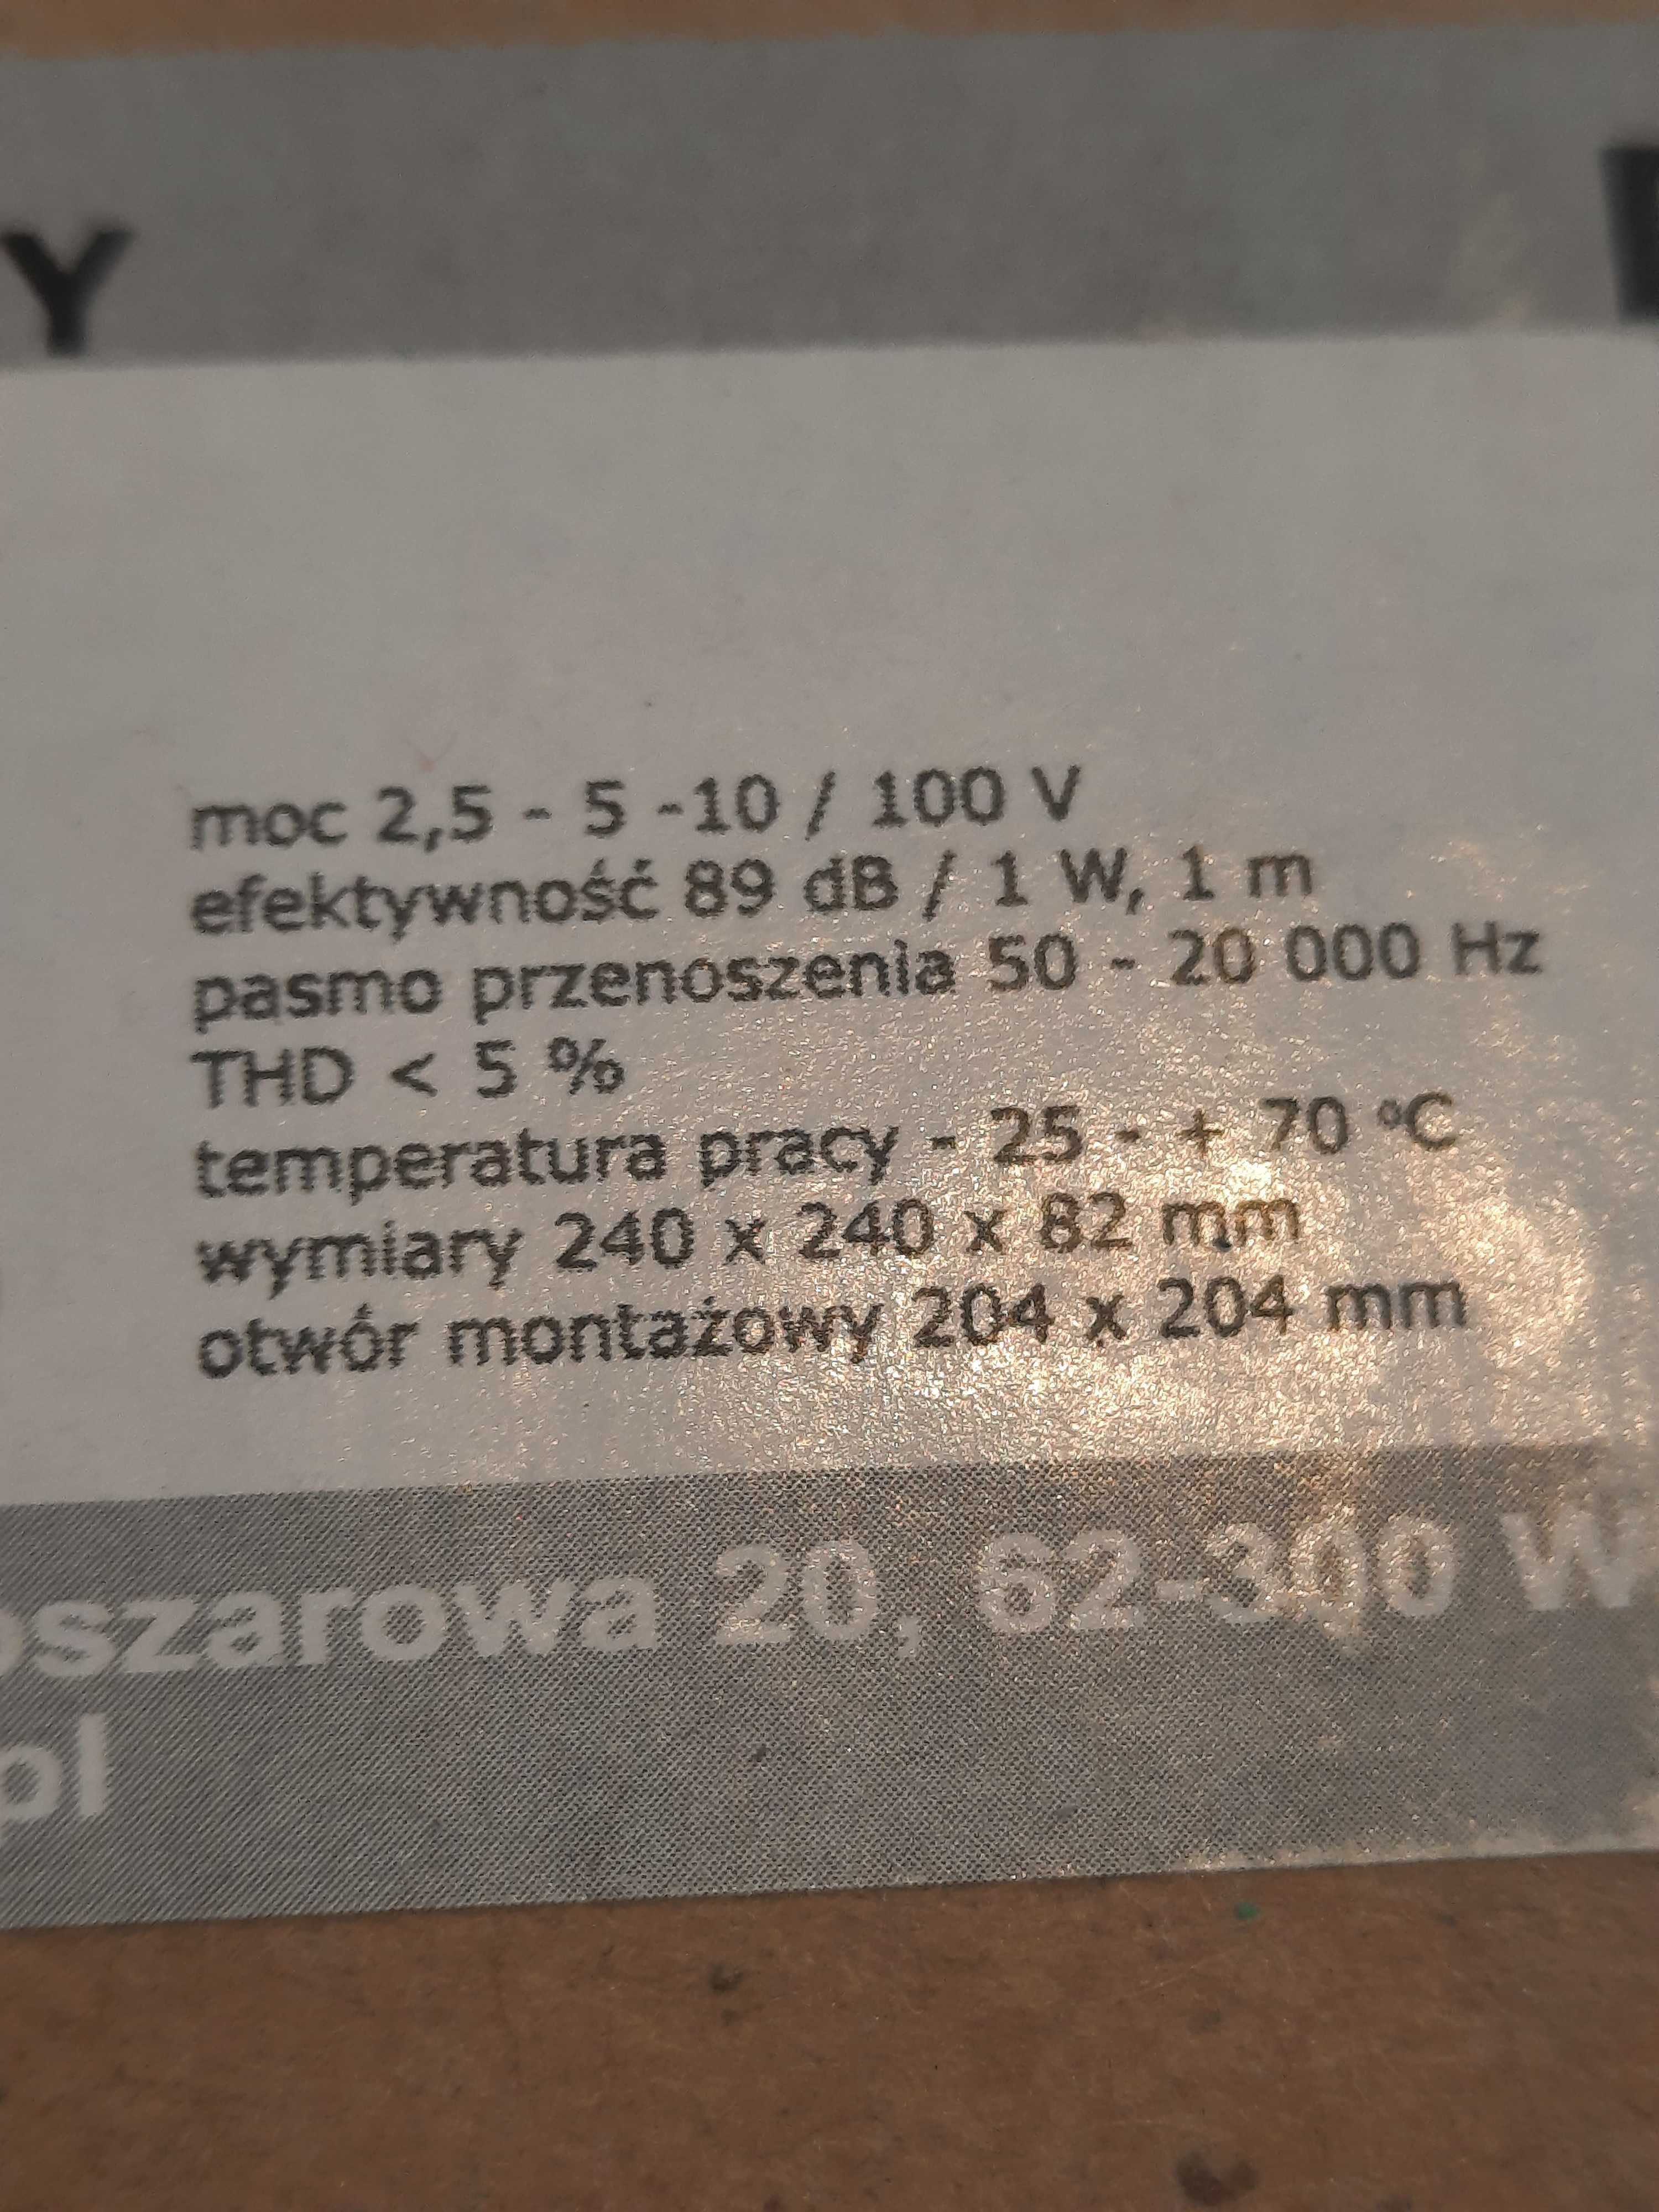 Y
moc 2,5 - 5 -10 / 100 V
efektywność 89 dB / 1 W, 1 m
pasmo przenoszenia 50 - 20 000 Hz
THD < 5 %
temperatura pracy - 25 - + 70 °C
wymiary 240 x 240 x 82 mm
otwór montażowy 204 x 204 mm
oszarowa 20, 62-300 W
pl